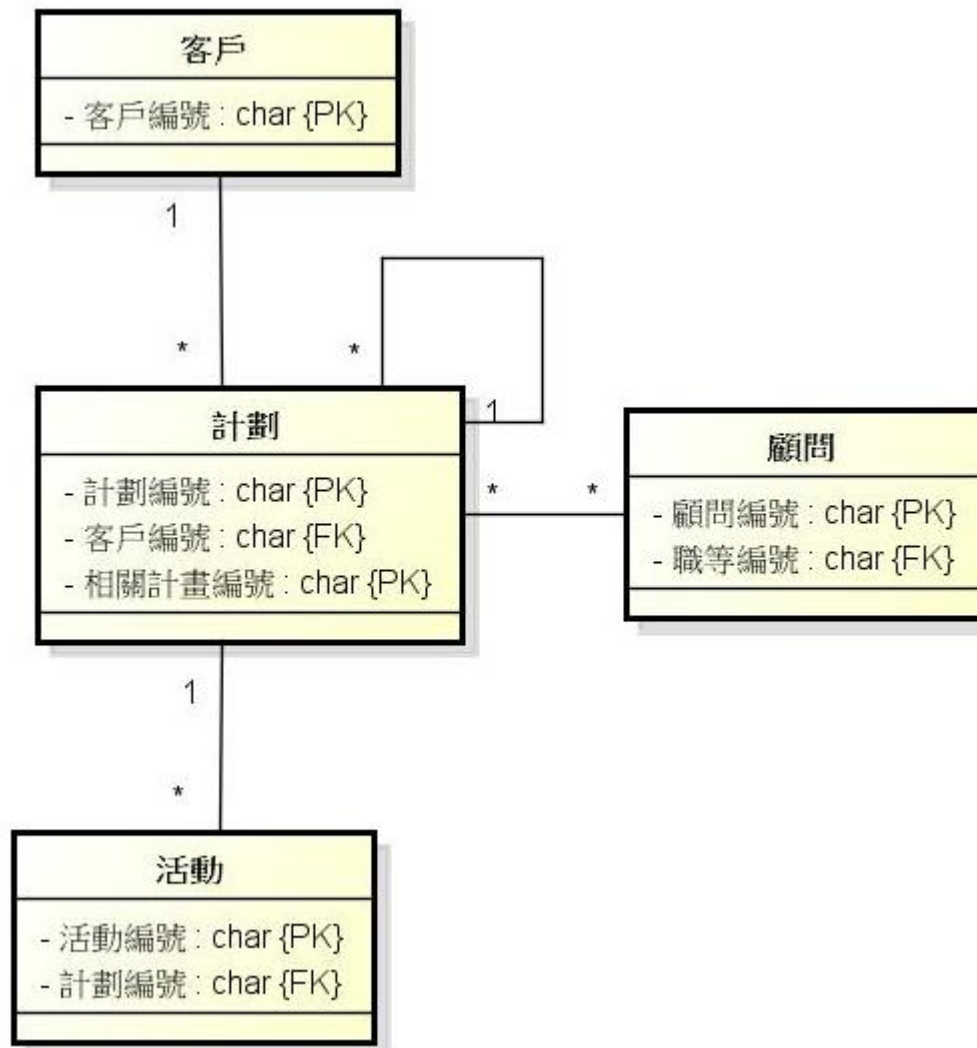 客戶
- 客戶編號 : char {PK}
1
*
*
1
計劃
- 計劃編號 : char {PK}
- 客戶編號 : char {FK}
- 相關計畫編號 : char {PK}
*
*
顧問
- 顧問編號 : char {PK}
- 職等編號 : char {FK}
1
*
活動
- 活動編號 : char {PK}
- 計劃編號 : char {FK}